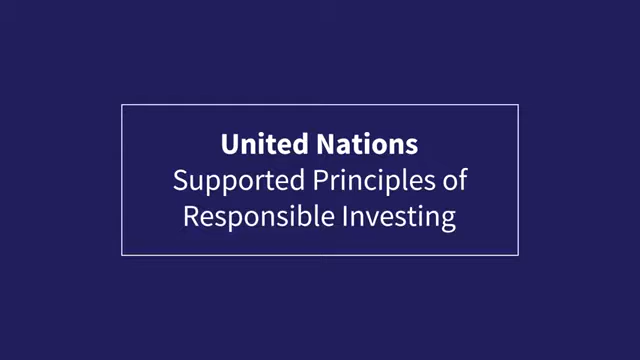 United Nations
Supported Principles of
Responsible Investing